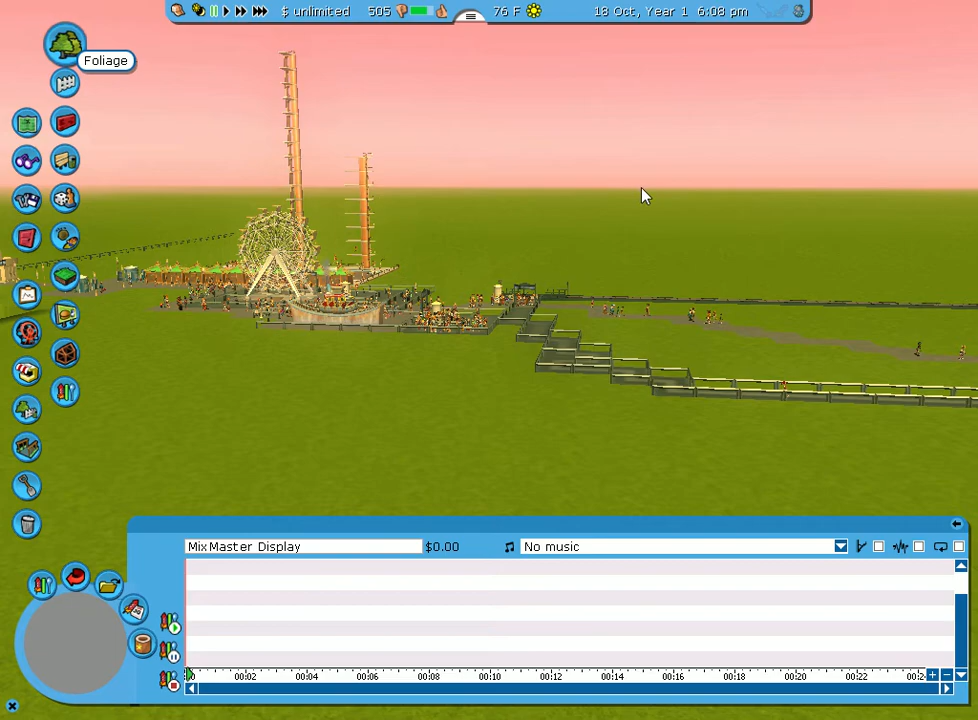 $ unlimited 505 76 F 18 Oct, Year 1 6:08 pm
Foliage
MixMaster Display $0.00 No music
00:02 00:04 00:06 00:08 00:10 00:12 00:14 00:16 00:18 00:20 00:22